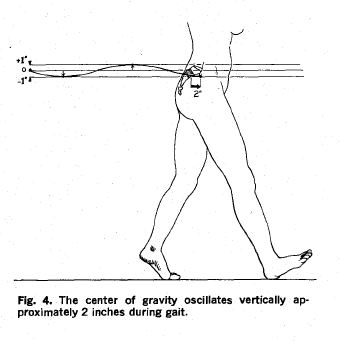 +1"
0
-1"
2"
Fig. 4. The center of gravity oscillates vertically ap-
proximately 2 inches during gait.